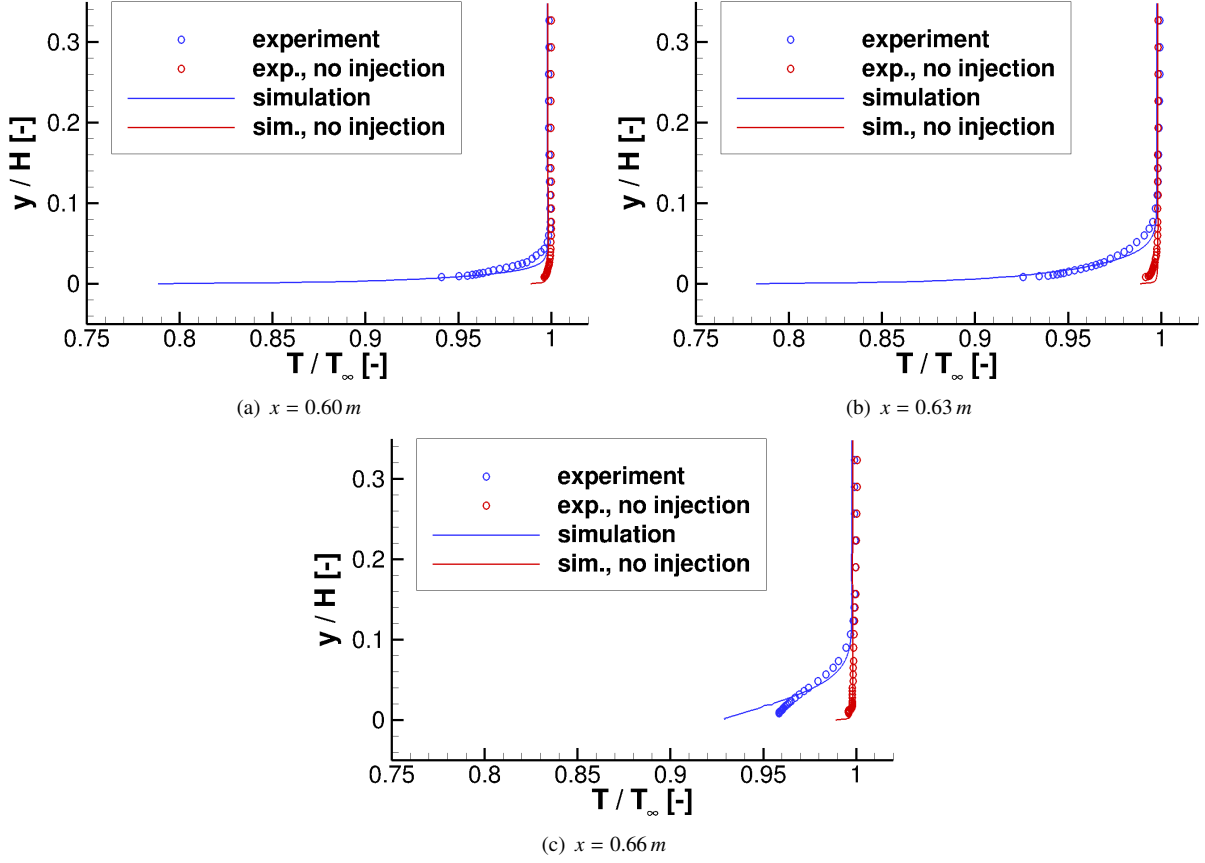 experiment
exp., no injection
simulation
sim., no injection
0.3
0.2
0.1
0
y / H [-]
0.75 0.8 0.85 0.9 0.95 1
T / T∞ [-]
(a) x = 0.60 m
experiment
exp., no injection
simulation
sim., no injection
0.3
0.2
0.1
0
y / H [-]
0.75 0.8 0.85 0.9 0.95 1
T / T∞ [-]
(b) x = 0.63 m
experiment
exp., no injection
simulation
sim., no injection
0.3
0.2
0.1
0
y / H [-]
0.75 0.8 0.85 0.9 0.95 1
T / T∞ [-]
(c) x = 0.66 m